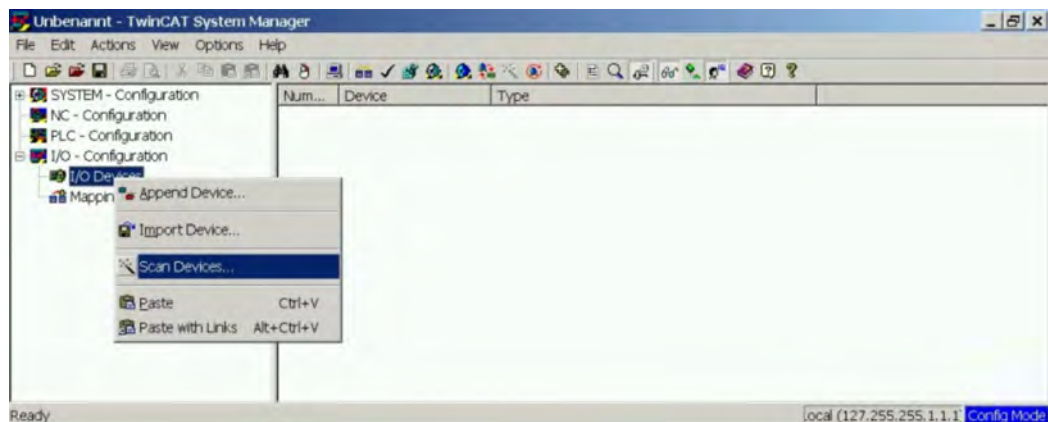 Unbenannt - TwinCAT System Manager
File Edit Actions View Options Help
SYSTEM - Configuration
NC - Configuration
PLC - Configuration
I/O - Configuration
I/O Devices
Mappin
Num... Device Type
Append Device...
Import Device...
Scan Devices...
Paste Ctrl+V
Paste with Links Alt+Ctrl+V
Ready
ocal (127.255.255.1.1.1 Config Mode